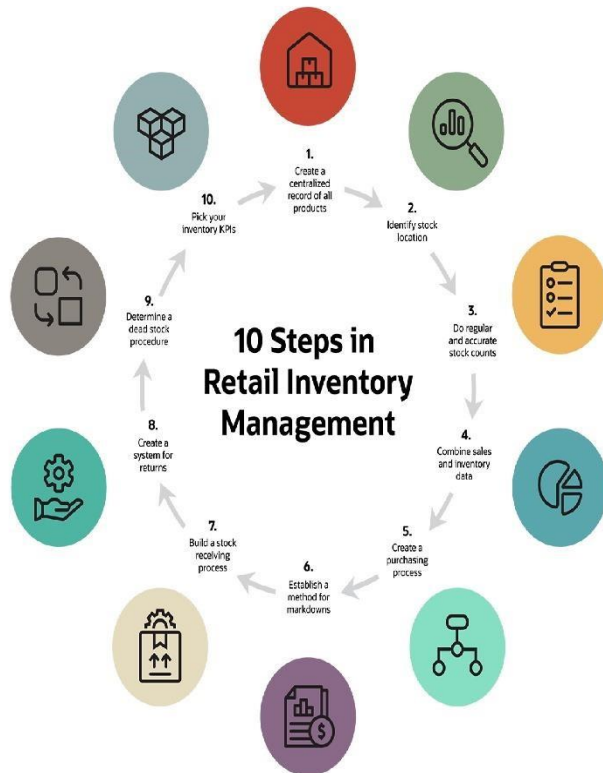 10 Steps in
Retail Inventory
Management
1.
Create a
centralized
record of all
products
2.
Identify stock
location
3.
Do regular
and accurate
stock counts
4.
Combine sales
and inventory
data
5.
Create a
purchasing
process
6.
Establish a
method for
markdowns
7.
Build a stock
receiving
process
8.
Create a
system for
returns
9.
Determine a
dead stock
procedure
10.
Pick your
inventory KPIs
$